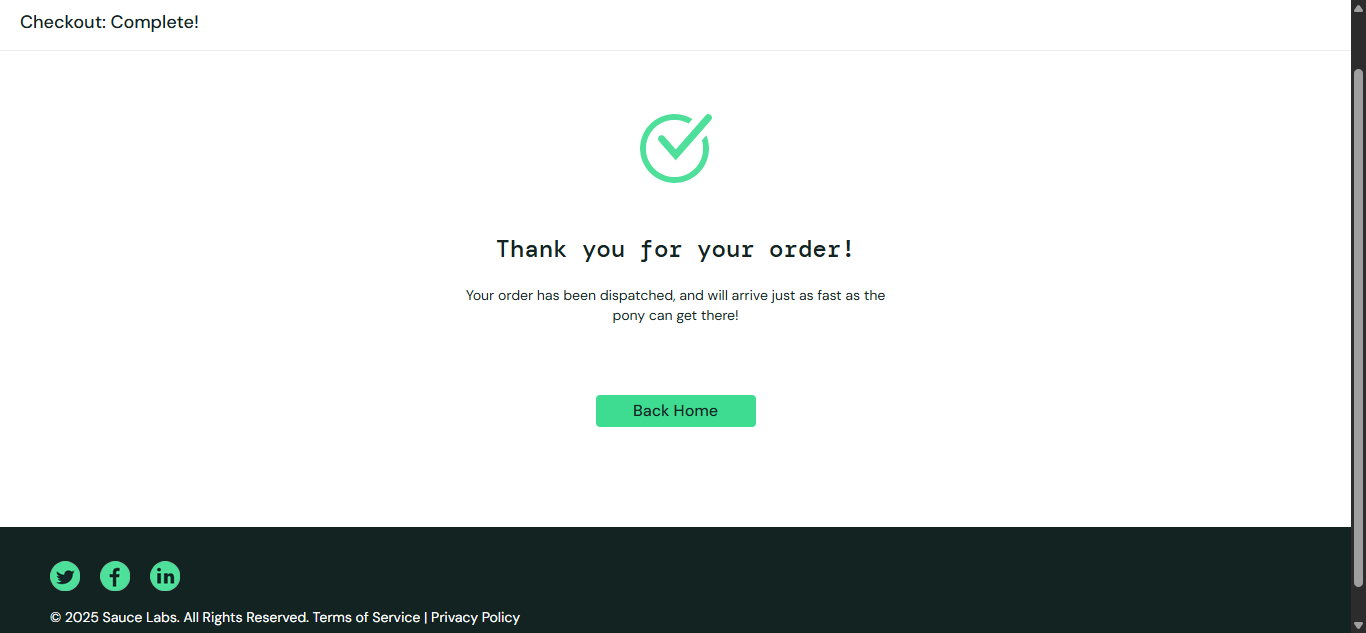 Checkout: Complete!
Thank you for your order!
Your order has been dispatched, and will arrive just as fast as the
pony can get there!
Back Home
© 2025 Sauce Labs. All Rights Reserved. Terms of Service | Privacy Policy